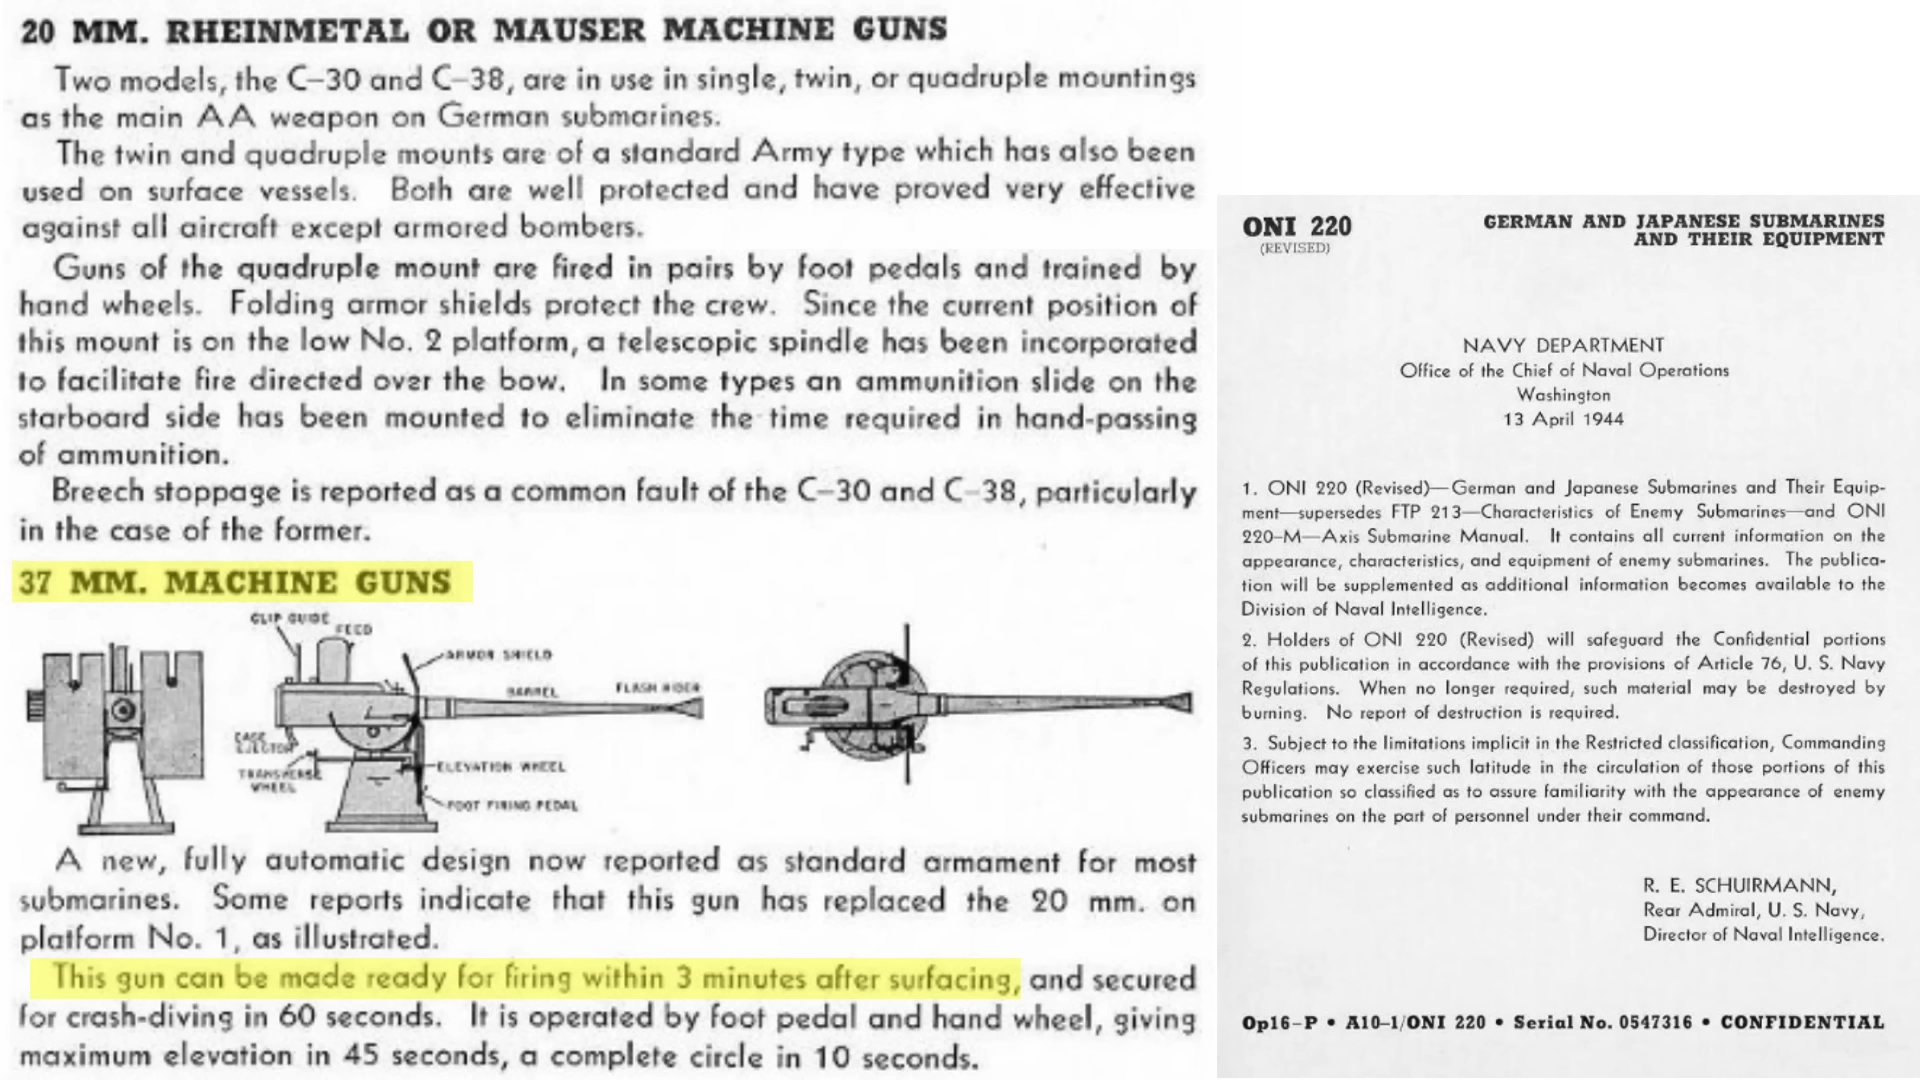 20 MM. RHEINMETAL OR MAUSER MACHINE GUNS
Two models, the C–30 and C–38, are in use in single, twin, or quadruple mountings
as the main AA weapon on German submarines.
The twin and quadruple mounts are of a standard Army type which has also been
used on surface vessels. Both are well protected and have proved very effective
against all aircraft except armored bombers.
Guns of the quadruple mount are fired in pairs by foot pedals and trained by
hand wheels. Folding armor shields protect the crew. Since the current position of
this mount is on the low No. 2 platform, a telescopic spindle has been incorporated
to facilitate fire directed over the bow. In some types an ammunition slide on the
starboard side has been mounted to eliminate the time required in hand-passing
of ammunition.
Breech stoppage is reported as a common fault of the C–30 and C–38, particularly
in the case of the former.
37 MM. MACHINE GUNS
CLIP GUIDE
FEED
ARMOR SHIELD
BARREL
FLASH HIDER
CASE
EJECTOR
TRANSVERSE
WHEEL
ELEVATION WHEEL
FOOT FIRING PEDAL
A new, fully automatic design now reported as standard armament for most
submarines. Some reports indicate that this gun has replaced the 20 mm. on
platform No. 1, as illustrated.
This gun can be made ready for firing within 3 minutes after surfacing, and secured
for crash-diving in 60 seconds. It is operated by foot pedal and hand wheel, giving
maximum elevation in 45 seconds, a complete circle in 10 seconds.
ONI 220
(REVISED)
GERMAN AND JAPANESE SUBMARINES
AND THEIR EQUIPMENT
NAVY DEPARTMENT
Office of the Chief of Naval Operations
Washington
13 April 1944
1. ONI 220 (Revised)—German and Japanese Submarines and Their Equip-
ment—supersedes FTP 213—Characteristics of Enemy Submarines—and ONI
220-M—Axis Submarine Manual. It contains all current information on the
appearance, characteristics, and equipment of enemy submarines. The publica-
tion will be supplemented as additional information becomes available to the
Division of Naval Intelligence.
2. Holders of ONI 220 (Revised) will safeguard the Confidential portions
of this publication in accordance with the provisions of Article 76, U. S. Navy
Regulations. When no longer required, such material may be destroyed by
burning. No report of destruction is required.
3. Subject to the limitations implicit in the Restricted classification, Commanding
Officers may exercise such latitude in the circulation of those portions of this
publication so classified as to assure familiarity with the appearance of enemy
submarines on the part of personnel under their command.
R. E. SCHUIRMANN,
Rear Admiral, U. S. Navy,
Director of Naval Intelligence.
Op16–P • A10–1/ONI 220 • Serial No. 0547316 • CONFIDENTIAL